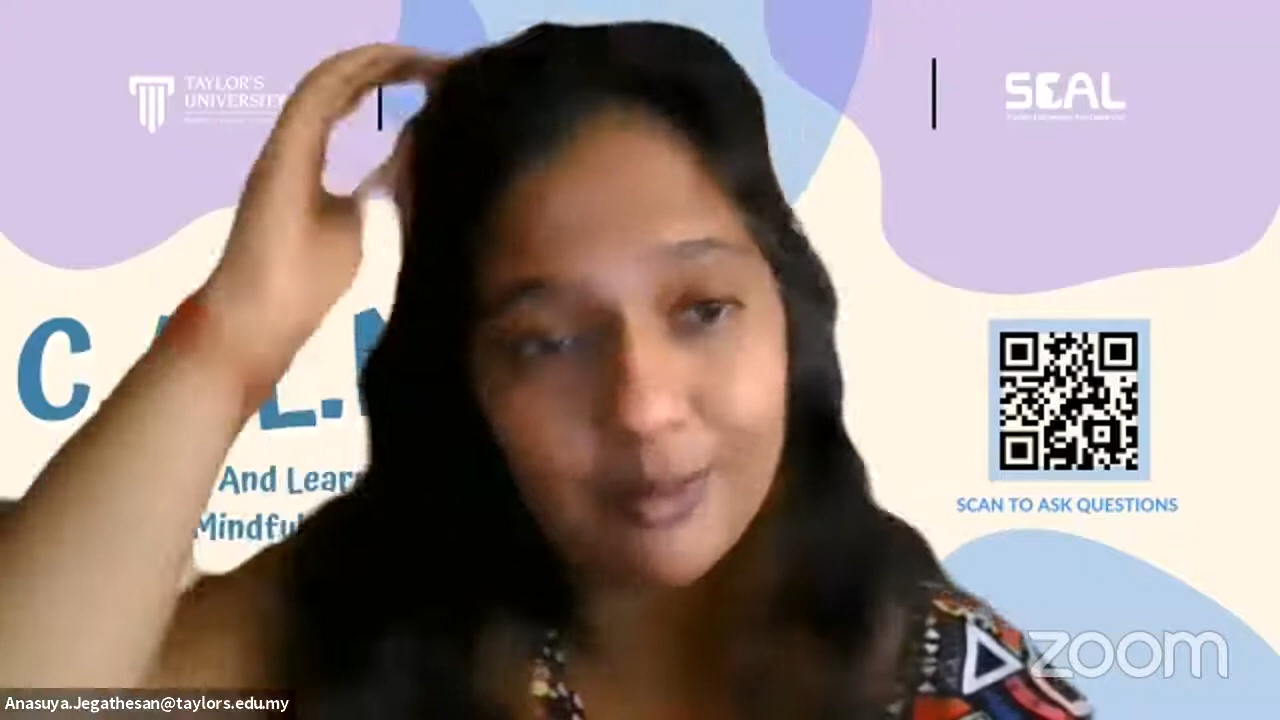 TAYLOR'S
UNIVERSITY
SEAL
C. L.
And Lear
Mindfu
SCAN TO ASK QUESTIONS
zoom
Anasuya.Jegathesan@taylors.edu.my